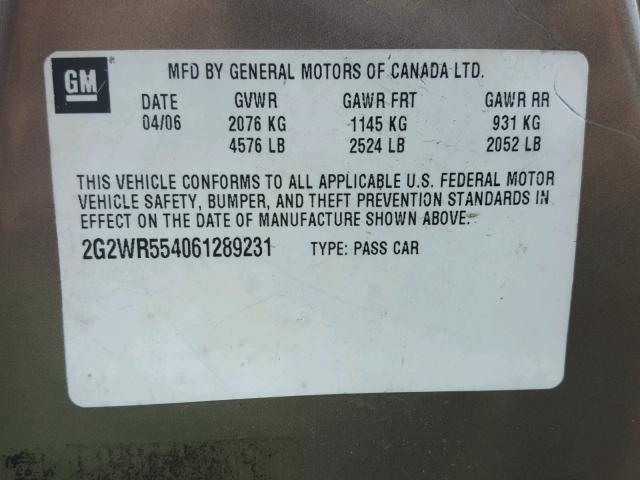 GM
MFD BY GENERAL MOTORS OF CANADA LTD.
DATE GVWR GAWR FRT GAWR RR
04/06 2076 KG 1145 KG 931 KG
4576 LB 2524 LB 2052 LB
THIS VEHICLE CONFORMS TO ALL APPLICABLE U.S. FEDERAL MOTOR
VEHICLE SAFETY, BUMPER, AND THEFT PREVENTION STANDARDS IN
EFFECT ON THE DATE OF MANUFACTURE SHOWN ABOVE.
2G2WR554061289231 TYPE: PASS CAR